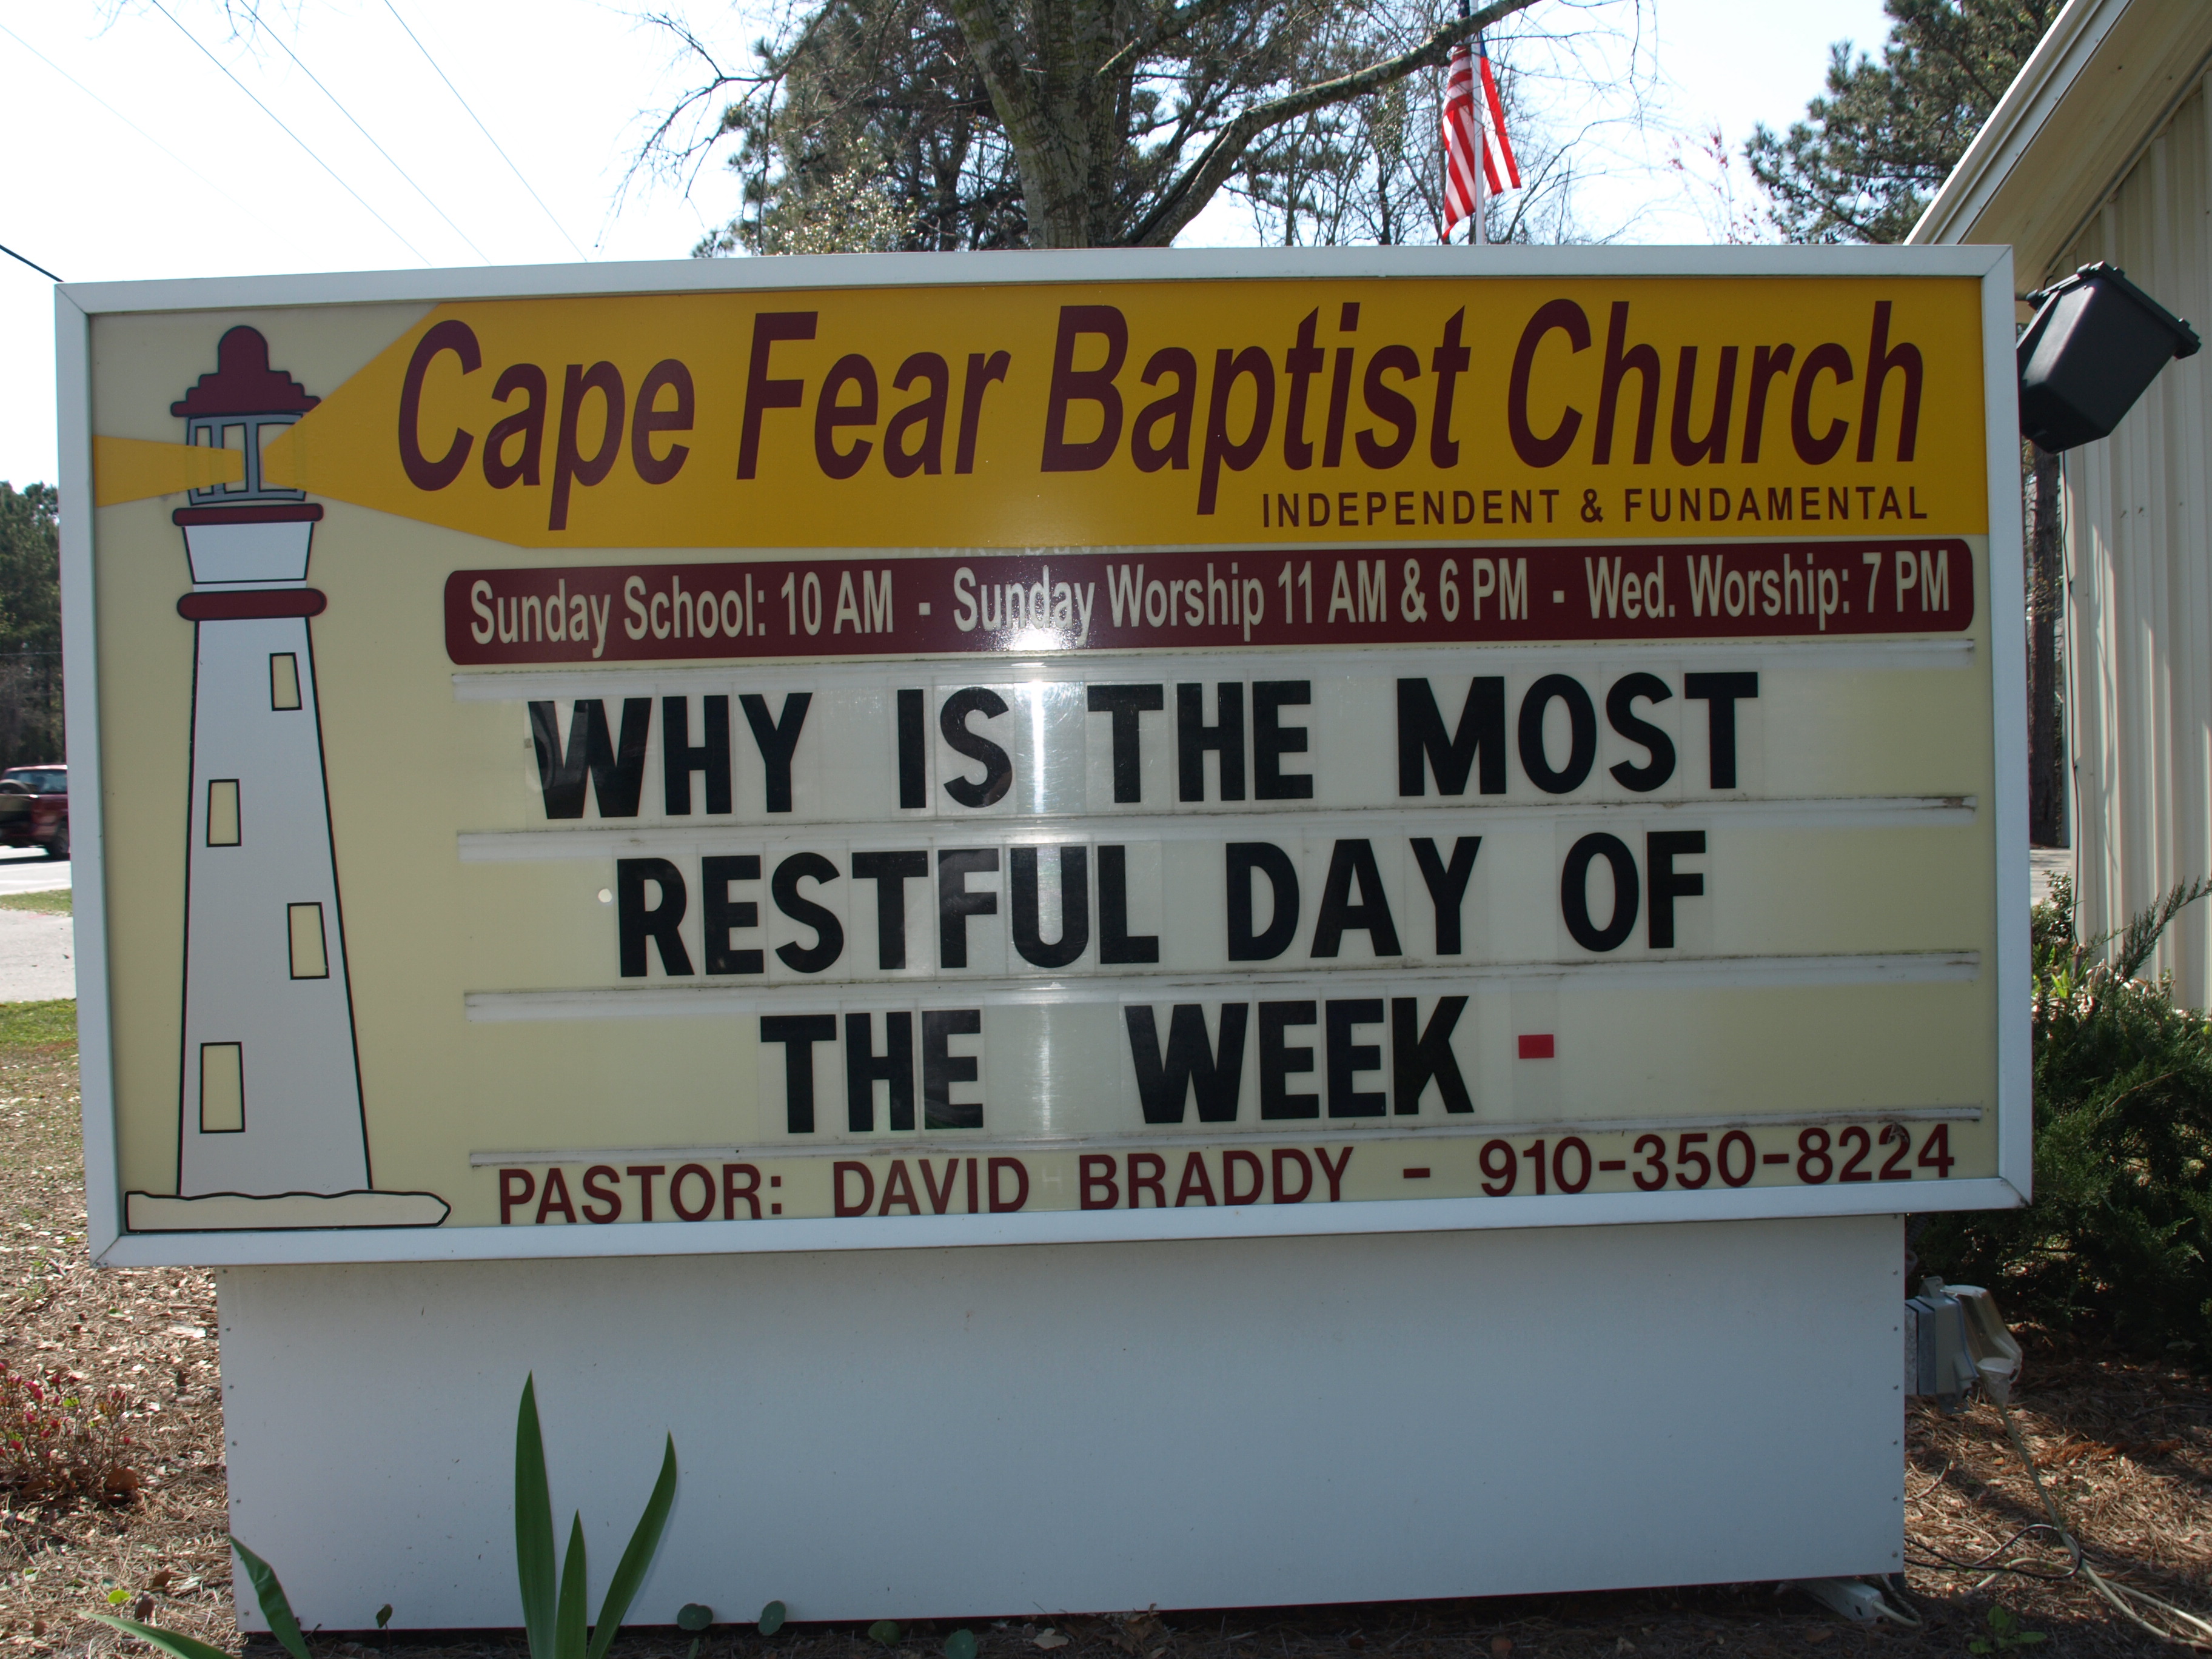 Cape Fear Baptist Church
INDEPENDENT & FUNDAMENTAL
Sunday School: 10 AM - Sunday Worship 11 AM & 6 PM - Wed. Worship: 7 PM
WHY IS THE MOST
RESTFUL DAY OF
THE WEEK -
PASTOR: DAVID BRADDY - 910-350-8224